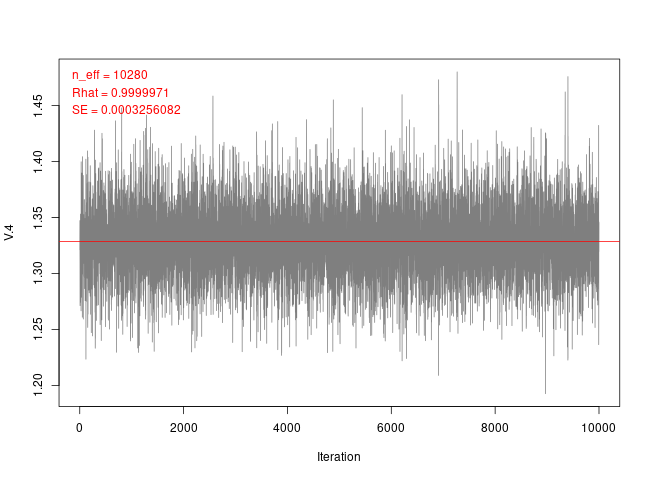 n_eff = 10280
Rhat = 0.9999971
SE = 0.0003256082
1.45
1.40
1.35
1.30
1.25
1.20
V.4
0 2000 4000 6000 8000 10000
Iteration